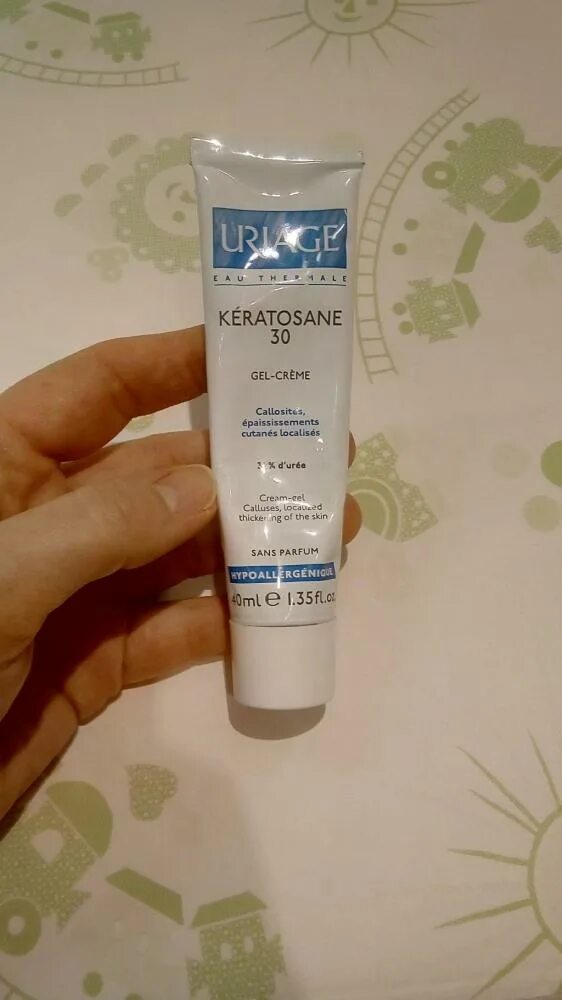 URIAGE
EAU THERMALE
KÉRATOSANE
30
GEL-CRÈME
Callosités,
épaississements
cutanés localisés
d'urée
Cream-gel
Calluses, localized
thickening of the skin
SANS PARFUM
HYPOALLERGÉNIQUE
40ml e 1.35fl.oz